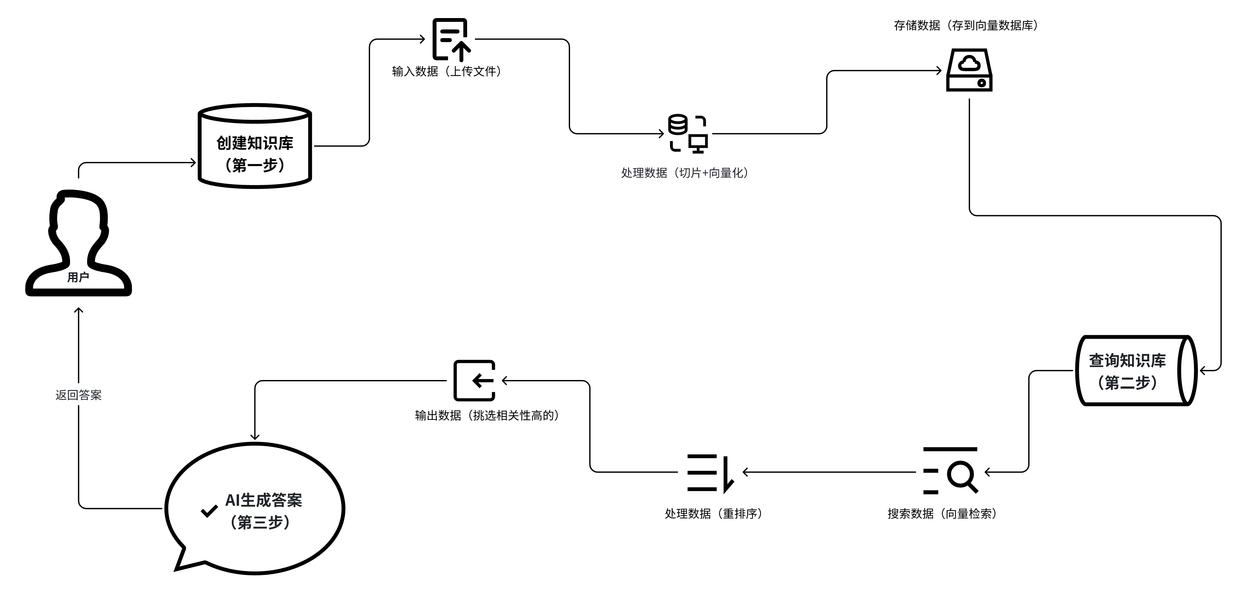 存储数据（存到向量数据库）
输入数据（上传文件）
创建知识库
（第一步）
处理数据（切片+向量化）
用户
查询知识库
（第二步）
返回答案
输出数据（挑选相关性高的）
AI生成答案
（第三步）
处理数据（重排序）
搜索数据（向量检索）